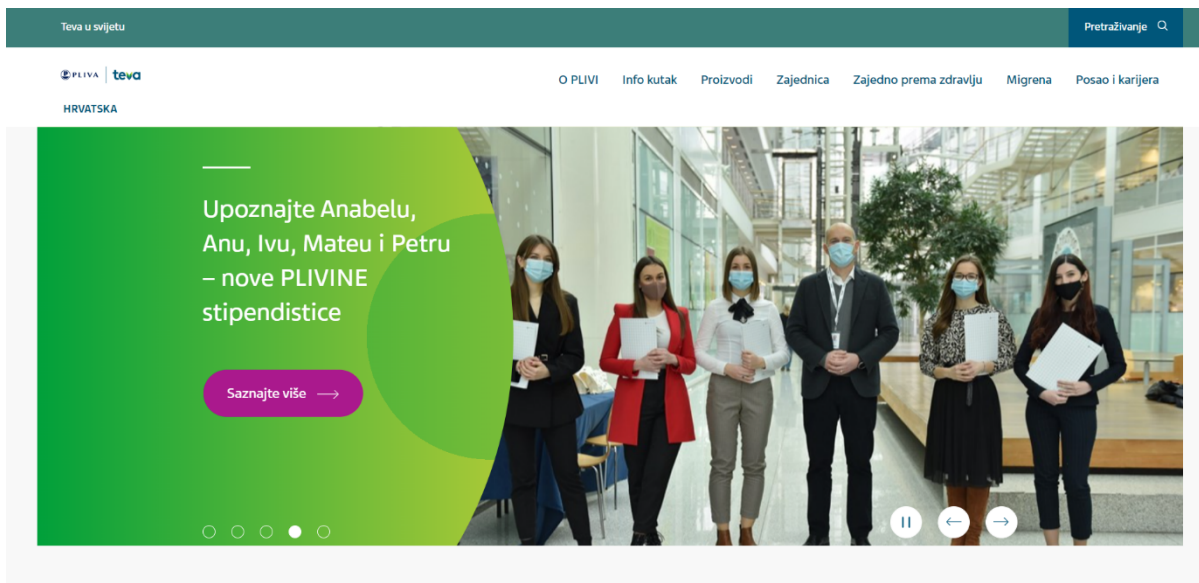 Teva u svijetu
Pretraživanje
PLIVA teva
O PLIVI Info kutak Proizvodi Zajednica Zajedno prema zdravlju Migrena Posao i karijera
HRVATSKA
Upoznajte Anabelu,
Anu, Ivu, Mateu i Petru
– nove PLIVINE
stipendistice
Saznajte više